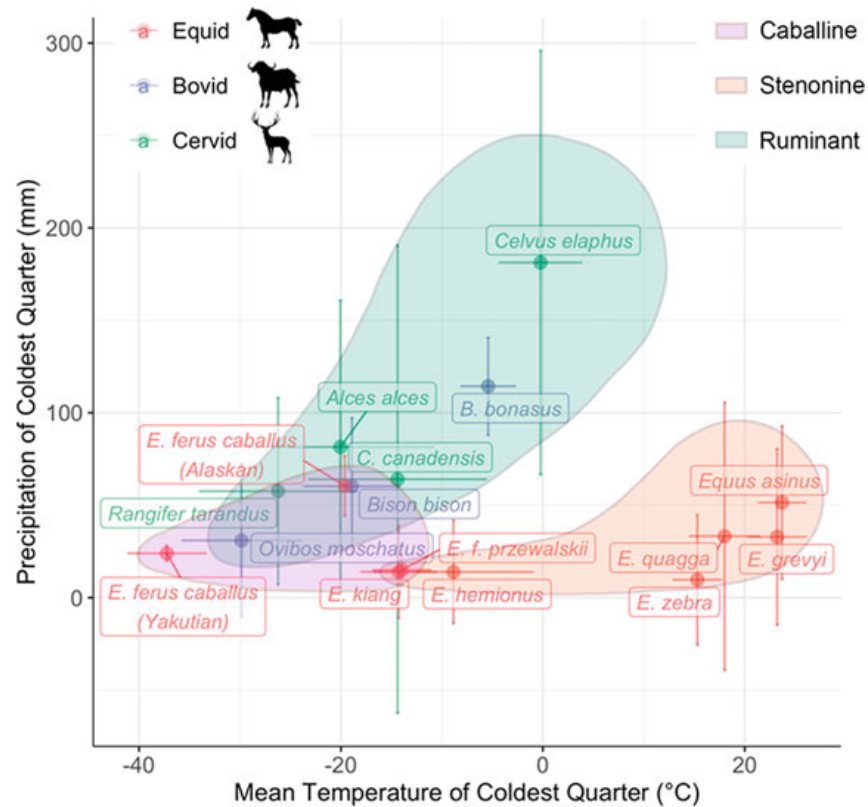 300
200
100
0
-40
-20
0
20
Precipitation of Coldest Quarter (mm)
Mean Temperature of Coldest Quarter (°C)
a Equid
a Bovid
a Cervid
Caballine
Stenonine
Ruminant
Celvus elaphus
B. bonasus
Alces alces
E. ferus caballus
(Alaskan)
C. canadensis
Rangifer tarandus
Bison bison
Ovibos moschatus
E. f. przewalskii
E. ferus caballus
(Yakutian)
E. kiang
E. hemionus
Equus asinus
E. quagga
E. grevyi
E. zebra